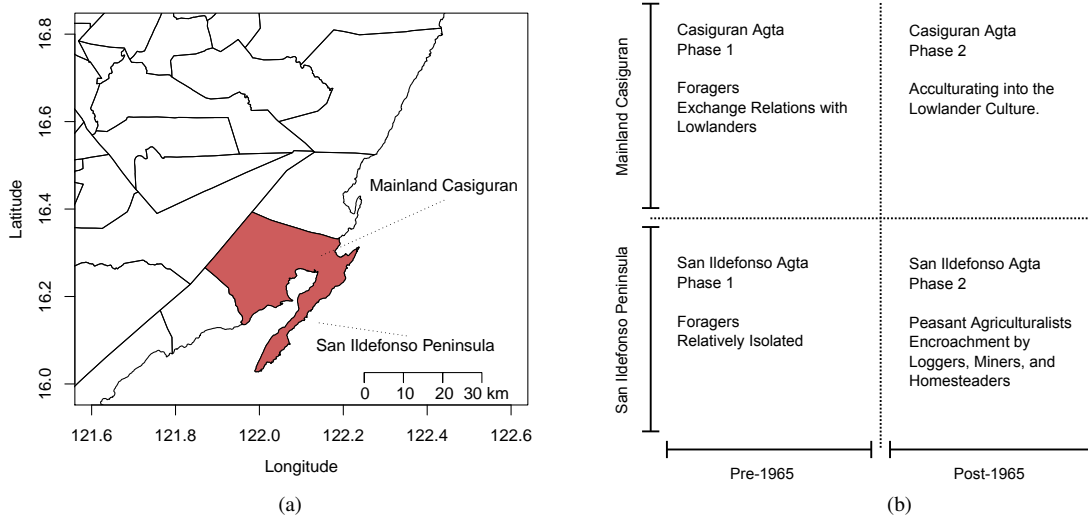 16.0
16.2
16.4
16.6
16.8
Latitude
Mainland Casiguran
San Ildefonso Peninsula
0 10 20 30 km
121.6 121.8 122.0 122.2 122.4 122.6
Longitude
(a)
Mainland Casiguran
Casiguran Agta
Phase 1
Foragers
Exchange Relations with
Lowlanders
Casiguran Agta
Phase 2
Acculturating into the
Lowlander Culture.
San Ildefonso Peninsula
San Ildefonso Agta
Phase 1
Foragers
Relatively Isolated
San Ildefonso Agta
Phase 2
Peasant Agriculturalists
Encroachment by
Loggers, Miners, and
Homesteaders
Pre-1965
Post-1965
(b)